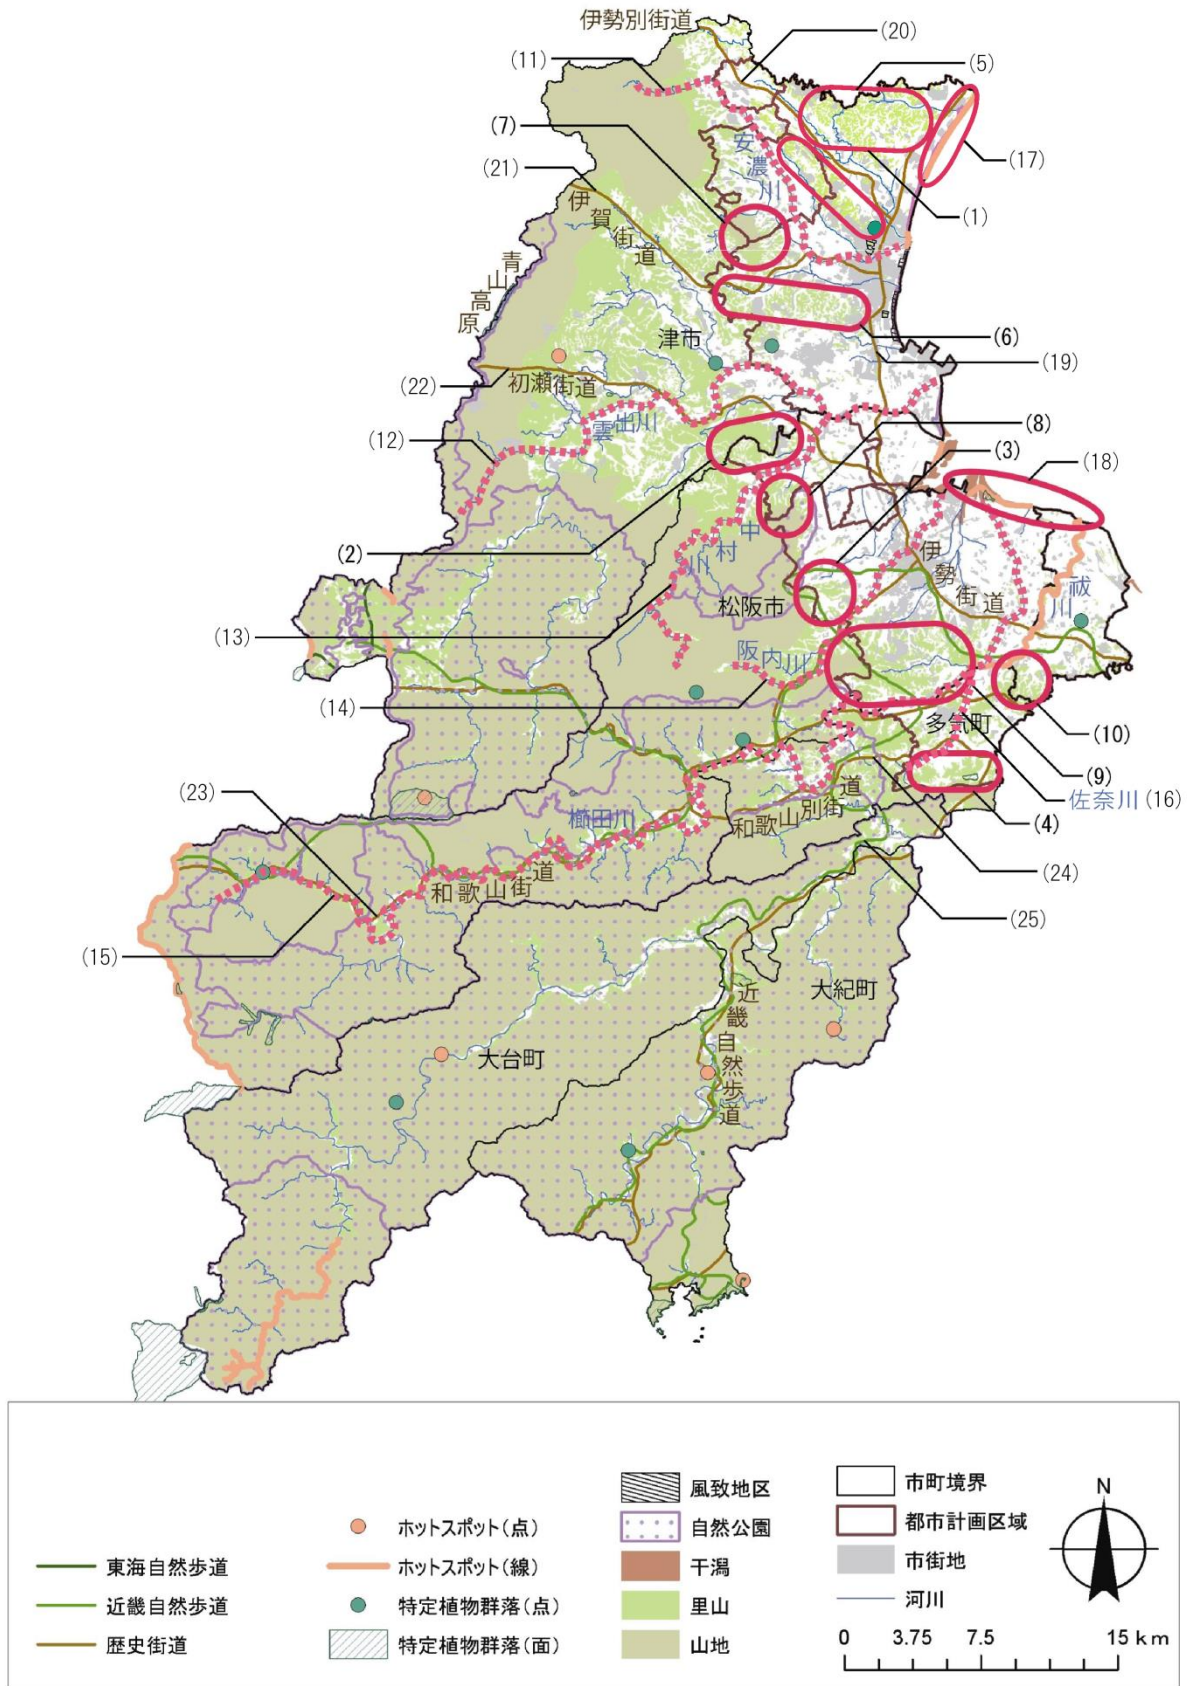 伊勢別街道
(20)
(11)
(5)
(7)
安濃川
(17)
(21)
伊賀街道
(1)
青山高原
(6)
津市
(19)
(22)
初瀬街道
(8)
雲出川
(3)
(12)
(18)
(2)
中村川
伊勢街道
祓川
松阪市
(13)
阪内川
(14)
多気町
(10)
(9)
(23)
櫛田川
佐奈川(16)
和歌山別街道
(4)
和歌山街道
(24)
(25)
(15)
大紀町
近畿自然歩道
大台町
東海自然歩道
近畿自然歩道
歴史街道
ホットスポット(点)
ホットスポット(線)
特定植物群落(点)
特定植物群落(面)
風致地区
自然公園
干潟
里山
山地
市町境界
都市計画区域
市街地
河川
N
0 3.75 7.5 15 km